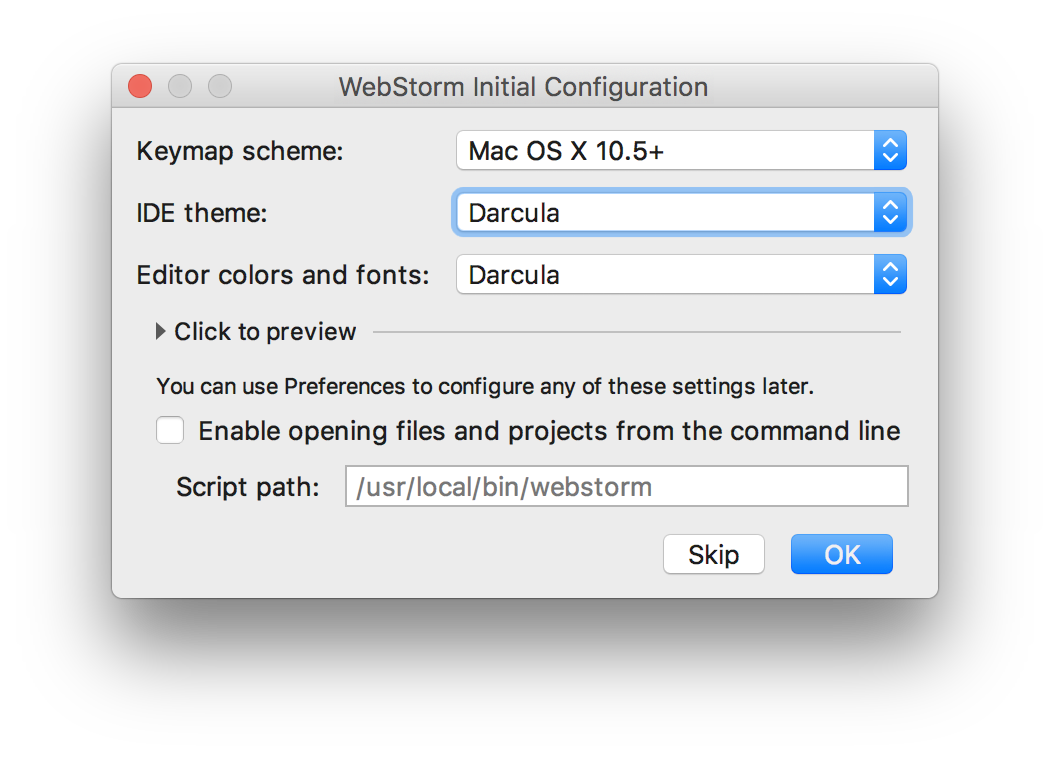 WebStorm Initial Configuration
Keymap scheme: Mac OS X 10.5+
IDE theme: Darcula
Editor colors and fonts: Darcula
Click to preview
You can use Preferences to configure any of these settings later.
Enable opening files and projects from the command line
Script path: /usr/local/bin/webstorm
Skip OK